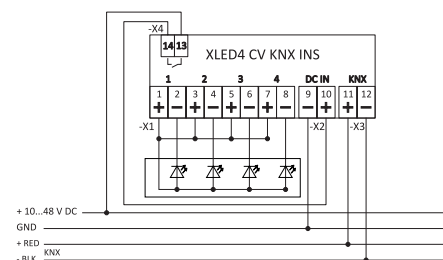 -X4
14 13
XLED4 CV KNX INS
1 2 3 4 DC IN KNX
1 2 3 4 5 6 7 8 9 10 11 12
+ − + − + − + − − + + −
-X1 -X2 -X3
+ 10...48 V DC
GND
+ RED
KNX
- BLK